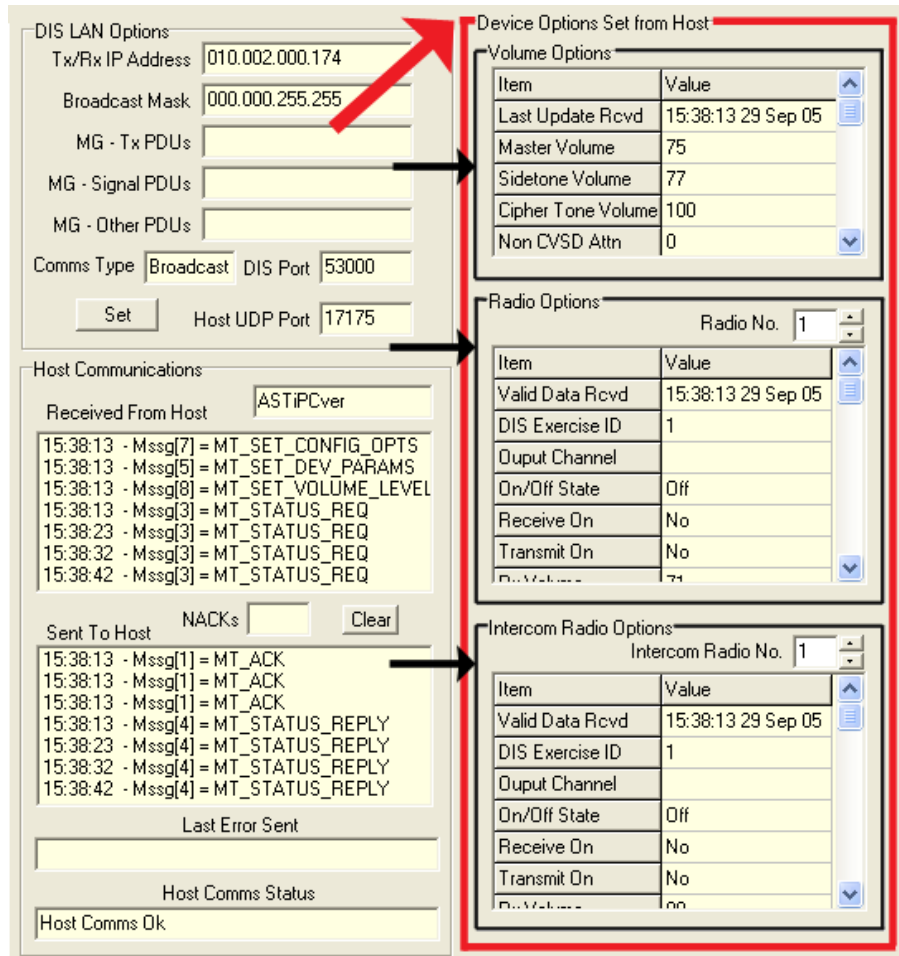 DIS LAN Options
Tx/Rx IP Address 010.002.000.174
Broadcast Mask 000.000.255.255
MG - Tx PDUs
MG - Signal PDUs
MG - Other PDUs
Comms Type Broadcast DIS Port 53000
Set Host UDP Port 17175
Host Communications
Received From Host ASTiPCver
15:38:13 - Mssg[7] = MT_SET_CONFIG_OPTS
15:38:13 - Mssg[5] = MT_SET_DEV_PARAMS
15:38:13 - Mssg[8] = MT_SET_VOLUME_LEVEL
15:38:13 - Mssg[3] = MT_STATUS_REQ
15:38:23 - Mssg[3] = MT_STATUS_REQ
15:38:32 - Mssg[3] = MT_STATUS_REQ
15:38:42 - Mssg[3] = MT_STATUS_REQ
Sent To Host NACKs Clear
15:38:13 - Mssg[1] = MT_ACK
15:38:13 - Mssg[1] = MT_ACK
15:38:13 - Mssg[1] = MT_ACK
15:38:13 - Mssg[4] = MT_STATUS_REPLY
15:38:23 - Mssg[4] = MT_STATUS_REPLY
15:38:32 - Mssg[4] = MT_STATUS_REPLY
15:38:42 - Mssg[4] = MT_STATUS_REPLY
Last Error Sent
Host Comms Status
Host Comms Ok
Device Options Set from Host
Volume Options
Item Value
Last Update Rcvd 15:38:13 29 Sep 05
Master Volume 75
Sidetone Volume 77
Cipher Tone Volume 100
Non CVSD Attn 0
Radio Options
Radio No. 1
Item Value
Valid Data Rcvd 15:38:13 29 Sep 05
DIS Exercise ID 1
Ouput Channel
On/Off State Off
Receive On No
Transmit On No
Rx Volume 71
Intercom Radio Options
Intercom Radio No. 1
Item Value
Valid Data Rcvd 15:38:13 29 Sep 05
DIS Exercise ID 1
Ouput Channel
On/Off State Off
Receive On No
Transmit On No